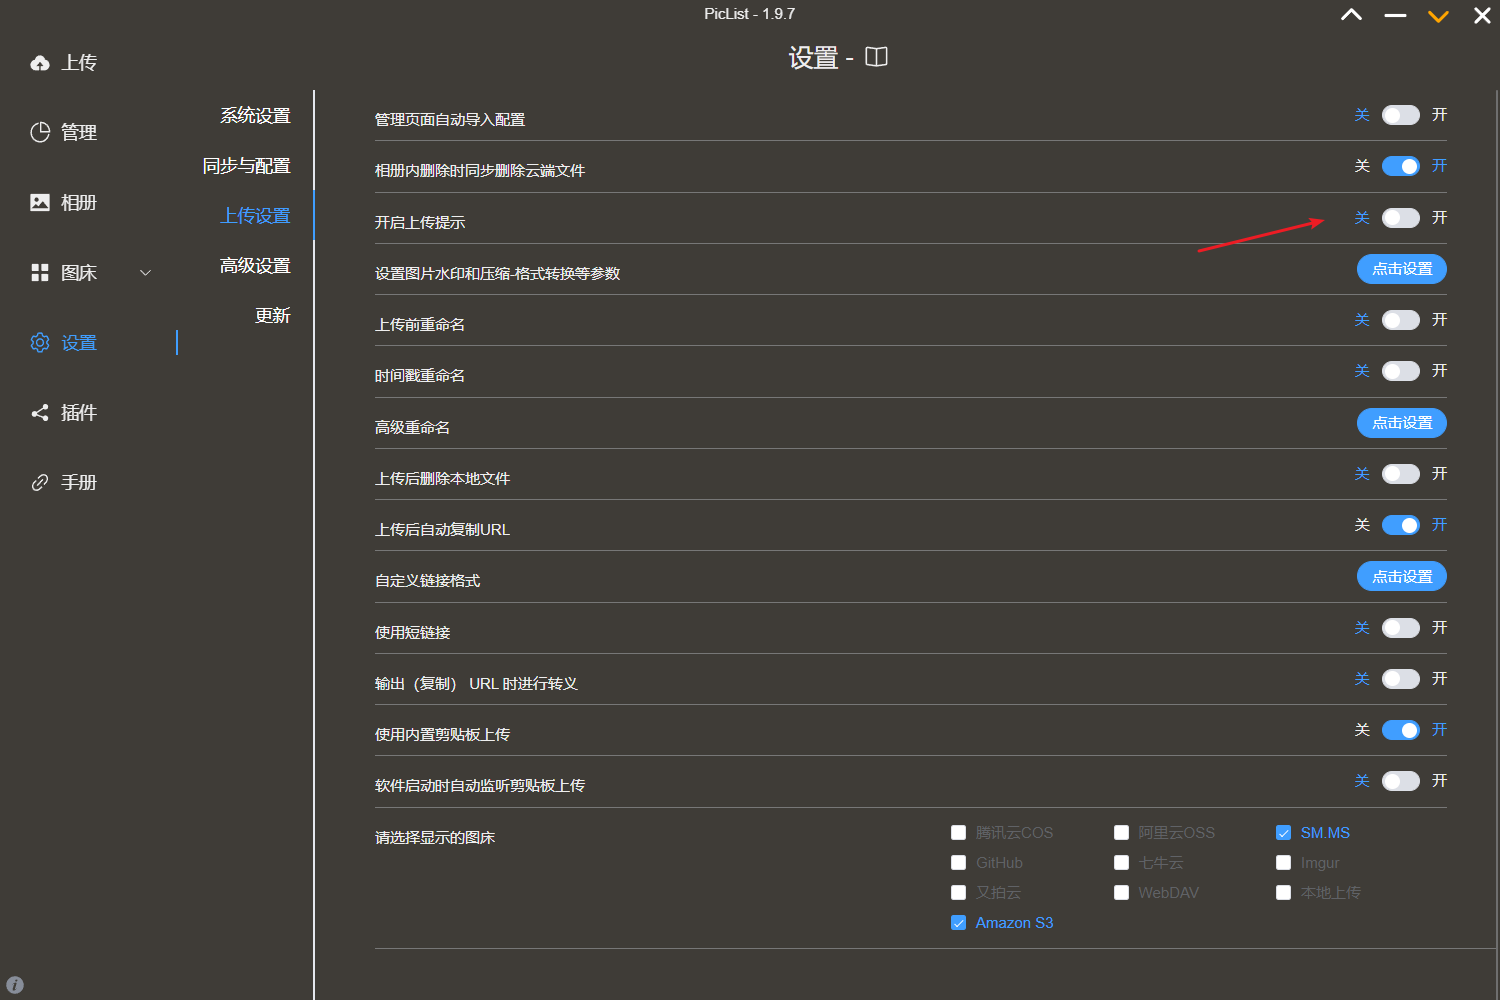 PicList - 1.9.7
设置 -
上传
管理
相册
图床
设置
插件
手册
系统设置
同步与配置
上传设置
高级设置
更新
管理页面自动导入配置 关 开
相册内删除时同步删除云端文件 关 开
开启上传提示 关 开
设置图片水印和压缩-格式转换等参数 点击设置
上传前重命名 关 开
时间戳重命名 关 开
高级重命名 点击设置
上传后删除本地文件 关 开
上传后自动复制URL 关 开
自定义链接格式 点击设置
使用短链接 关 开
输出（复制） URL 时进行转义 关 开
使用内置剪贴板上传 关 开
软件启动时自动监听剪贴板上传 关 开
请选择显示的图床 腾讯云COS 阿里云OSS SM.MS
GitHub 七牛云 Imgur
又拍云 WebDAV 本地上传
Amazon S3